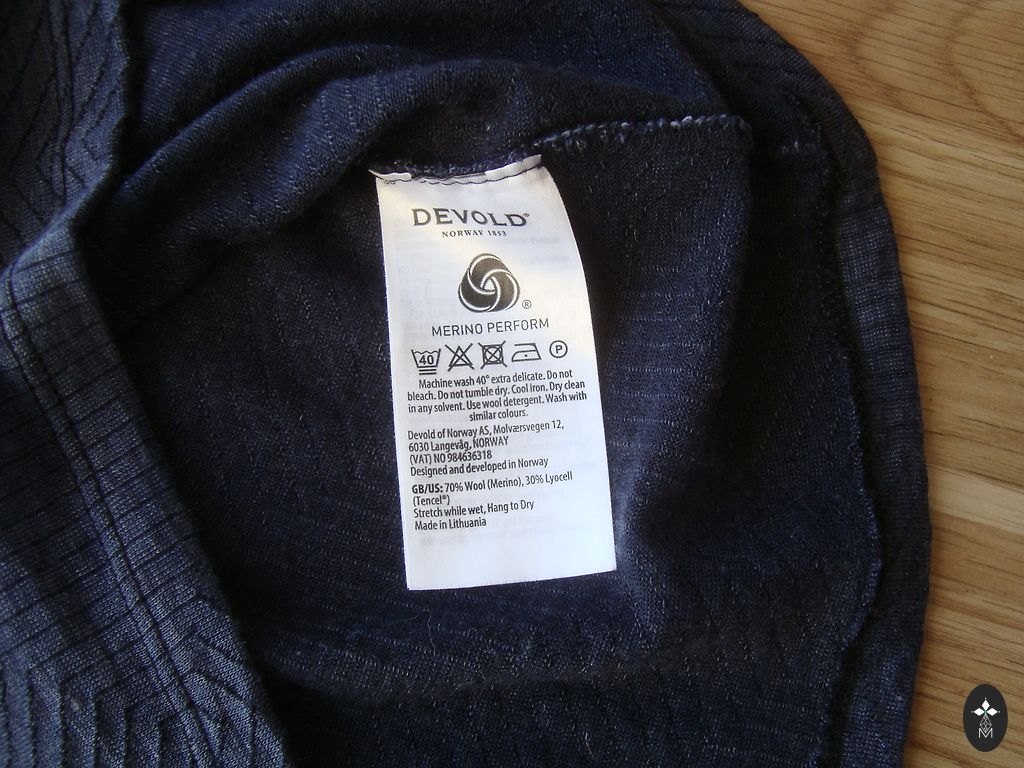 DEVOLD®
NORWAY 1853
®
MERINO PERFORM
40 P
Machine wash 40° extra delicate. Do not
bleach. Do not tumble dry. Cool iron. Dry clean
in any solvent. Use wool detergent. Wash with
similar colours.
Devold of Norway AS, Molværsvegen 12,
6030 Langevåg, NORWAY
(VAT) NO 984636318
Designed and developed in Norway
GB/US: 70% Wool (Merino), 30% Lyocell
(Tencel®)
Stretch while wet, Hang to Dry
Made in Lithuania
M